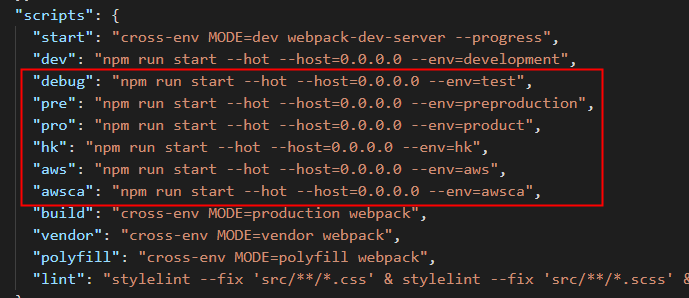 "scripts": {
"start": "cross-env MODE=dev webpack-dev-server --progress",
"dev": "npm run start --hot --host=0.0.0.0 --env=development",
"debug": "npm run start --hot --host=0.0.0.0 --env=test",
"pre": "npm run start --hot --host=0.0.0.0 --env=preproduction",
"pro": "npm run start --hot --host=0.0.0.0 --env=product",
"hk": "npm run start --hot --host=0.0.0.0 --env=hk",
"aws": "npm run start --hot --host=0.0.0.0 --env=aws",
"awsca": "npm run start --hot --host=0.0.0.0 --env=awsca",
"build": "cross-env MODE=production webpack",
"vendor": "cross-env MODE=vendor webpack",
"polyfill": "cross-env MODE=polyfill webpack",
"lint": "stylelint --fix 'src/**/*.css' & stylelint --fix 'src/**/*.scss' &